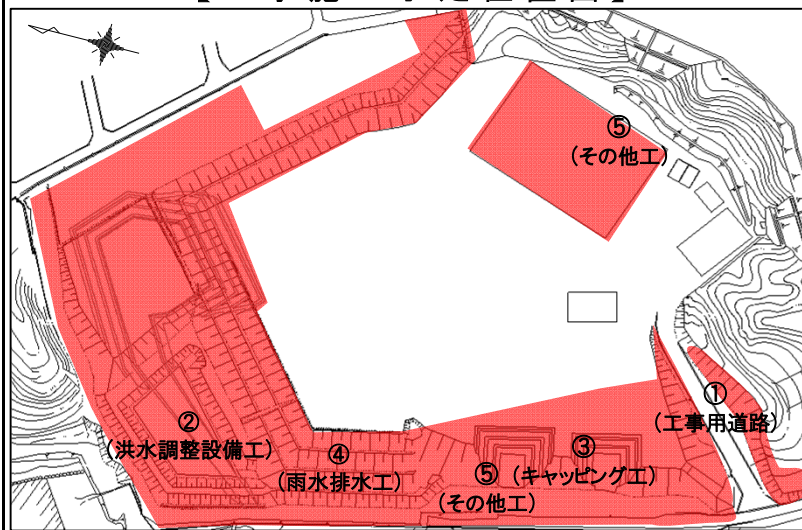 ⑤
(その他工)
①
(工事用道路)
②
(洪水調整設備工)
④
(雨水排水工)
③
(キャッピング工)
⑤
(その他工)